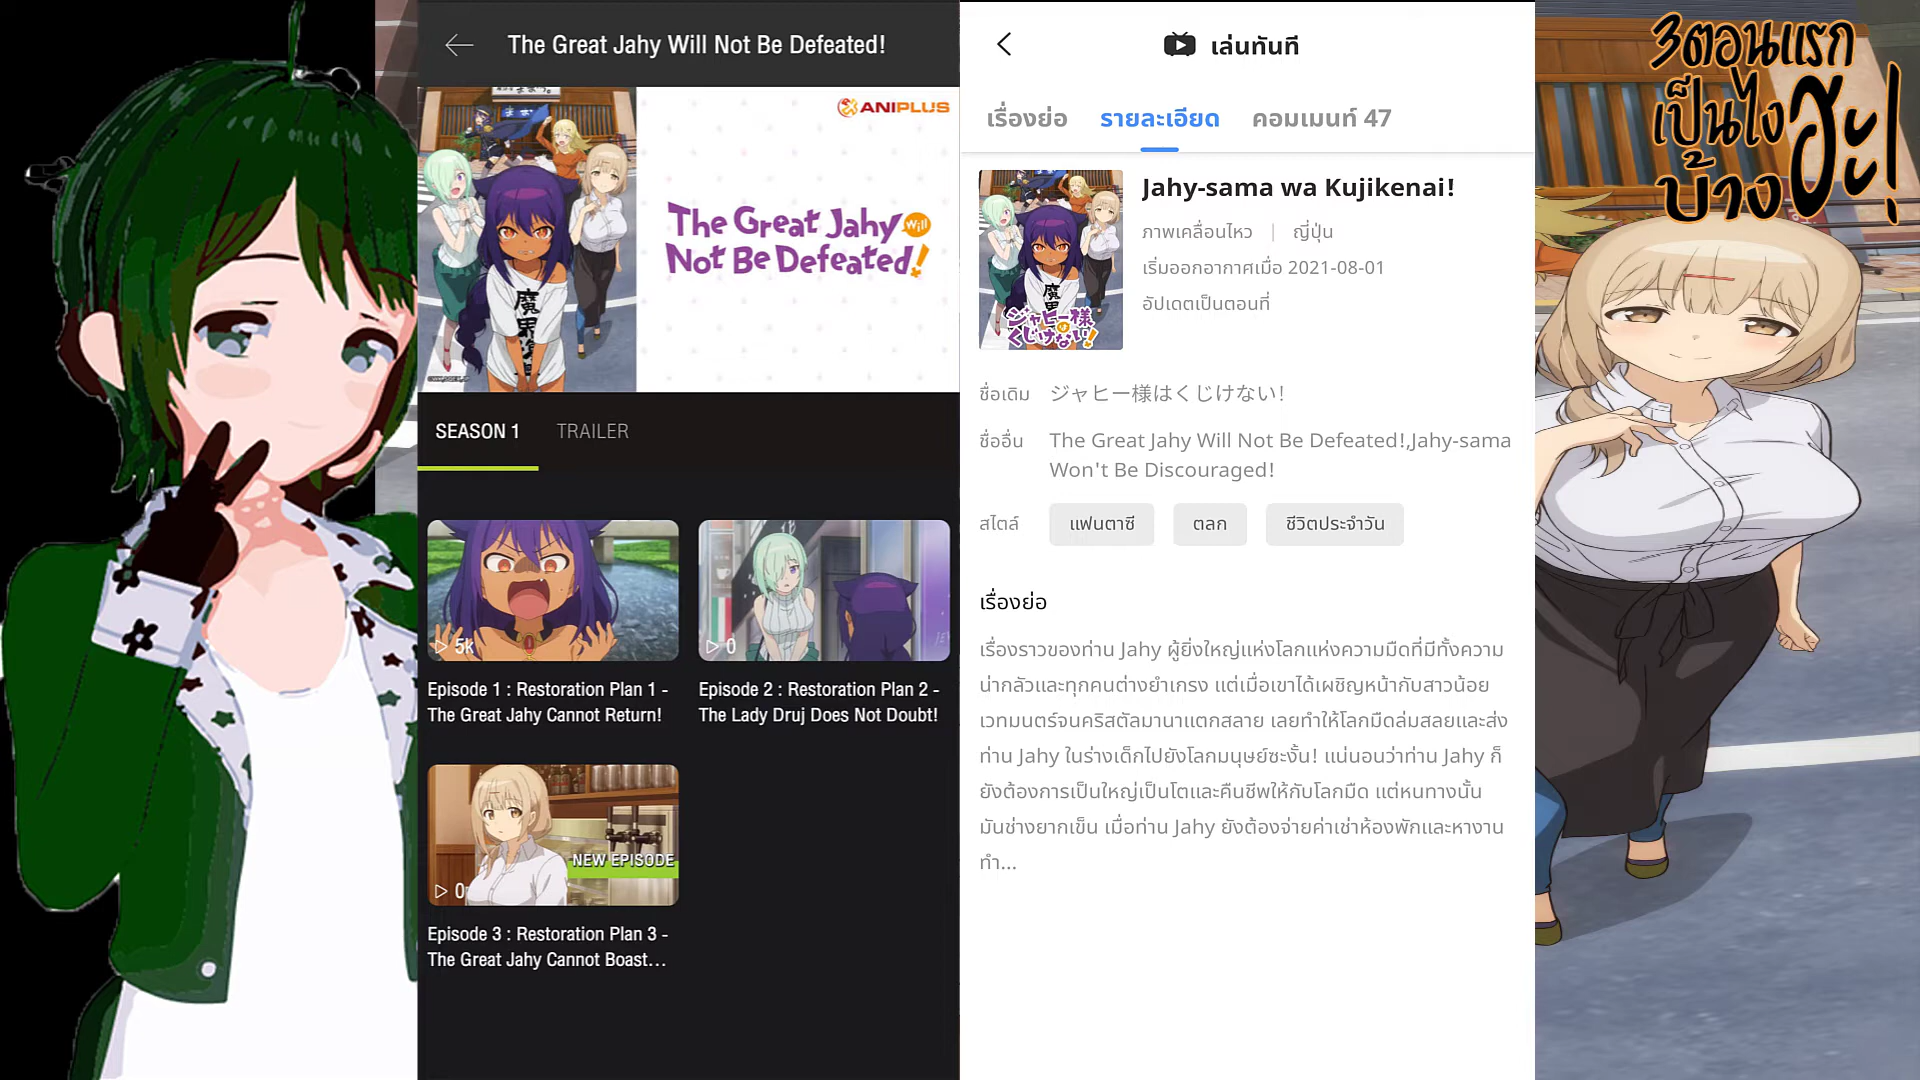 The Great Jahy Will Not Be Defeated!
ANIPLUS
The Great Jahy Will
Not Be Defeated!
魔界
SEASON 1
TRAILER
5k
0
Episode 1 : Restoration Plan 1 -
The Great Jahy Cannot Return!
Episode 2 : Restoration Plan 2 -
The Lady Druj Does Not Doubt!
NEW EPISODE
0
Episode 3 : Restoration Plan 3 -
The Great Jahy Cannot Boast...
เล่นทันที
เรื่องย่อ
รายละเอียด
คอมเมนท์ 47
ジャヒー様は
くじけない!
Jahy-sama wa Kujikenai!
ภาพเคลื่อนไหว | ญี่ปุ่น
เริ่มออกอากาศเมื่อ 2021-08-01
อัปเดตเป็นตอนที่
ชื่อเดิม ジャヒー様はくじけない!
ชื่ออื่น The Great Jahy Will Not Be Defeated!,Jahy-sama
Won't Be Discouraged!
สไตล์ แฟนตาซี ตลก ชีวิตประจำวัน
เรื่องย่อ
เรื่องราวของท่าน Jahy ผู้ยิ่งใหญ่แห่งโลกแห่งความมืดที่มีทั้งความ
น่ากลัวและทุกคนต่างยำเกรง แต่เมื่อเขาได้เผชิญหน้ากับสาวน้อย
เวทมนตร์จนคริสตัลมานาแตกสลาย เลยทำให้โลกมืดล่มสลายและส่ง
ท่าน Jahy ในร่างเด็กไปยังโลกมนุษย์ซะงั้น! แน่นอนว่าท่าน Jahy ก็
ยังต้องการเป็นใหญ่เป็นโตและคืนชีพให้กับโลกมืด แต่หนทางนั้น
มันช่างยากเข็น เมื่อท่าน Jahy ยังต้องจ่ายค่าเช่าห้องพักและหางาน
ทำ...
3ตอนแรก
เป็นไง
บ้าง
ฮะ!